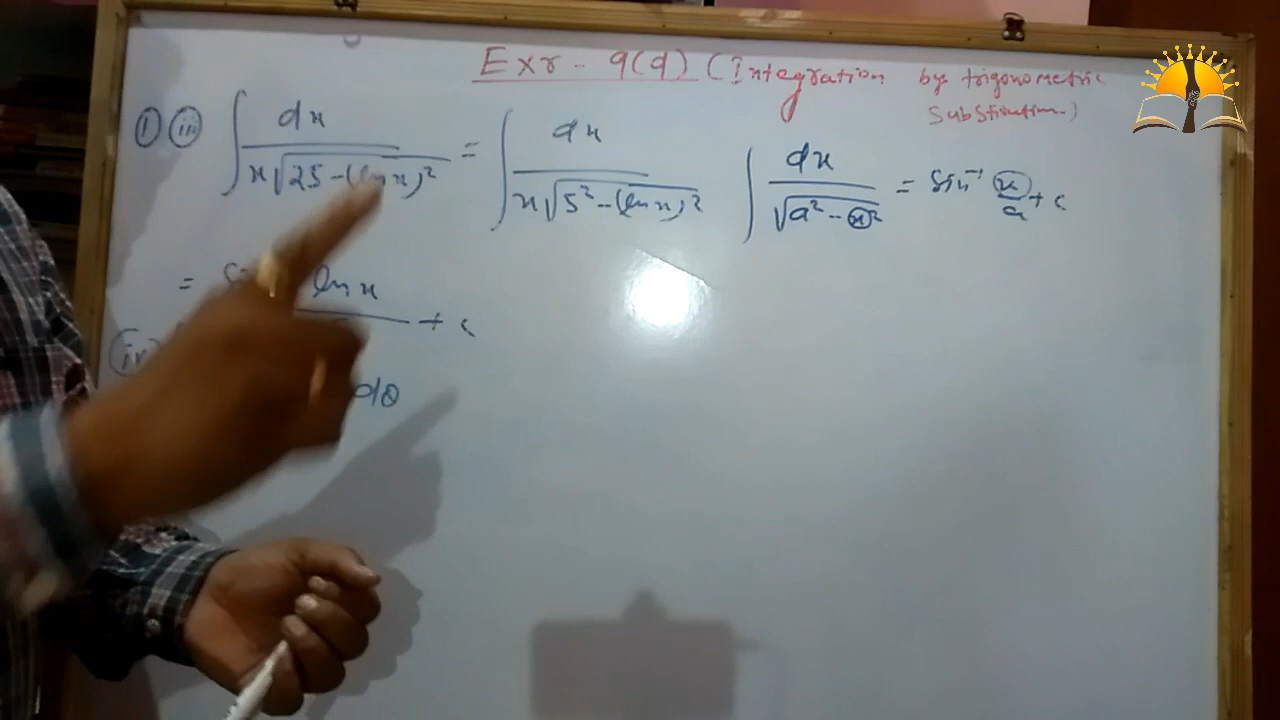 Exr.. 9(d) (Integration by trigonometric
Substitution.)
① (iii) ∫ dx / x√25-(ln x)² = ∫ dx / x√5²-(ln x)²
∫ dx / √a²-x² = Sin⁻¹ x/a + c
= ln x + c
(iv) dθ